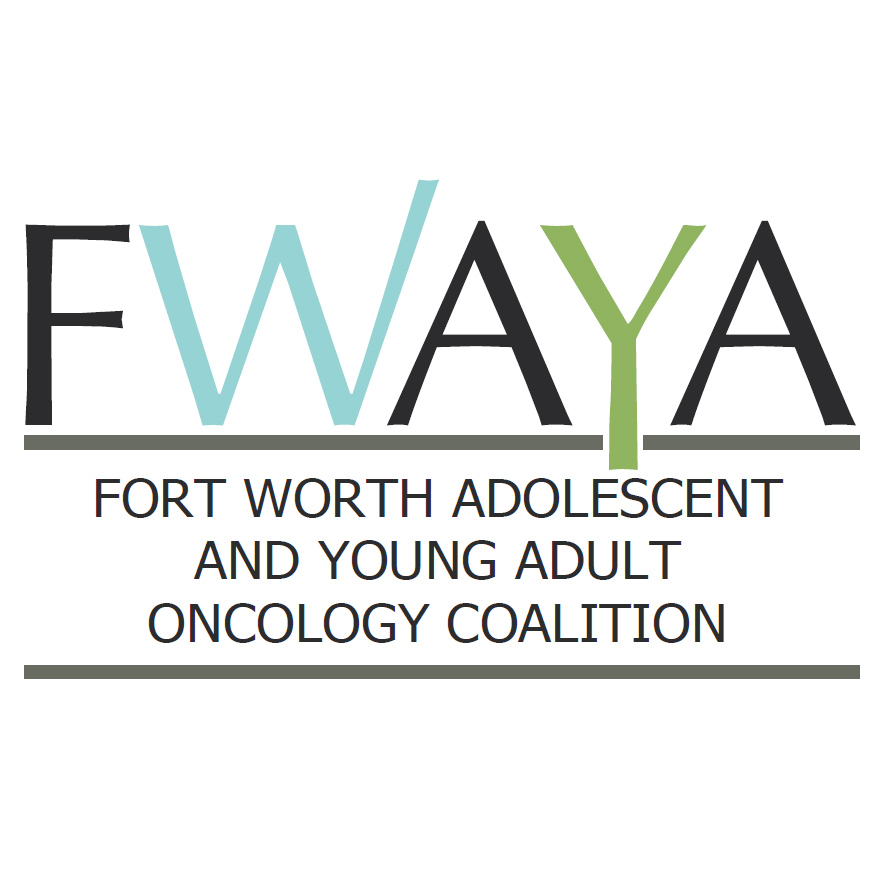 FWAYA
FORT WORTH ADOLESCENT
AND YOUNG ADULT
ONCOLOGY COALITION